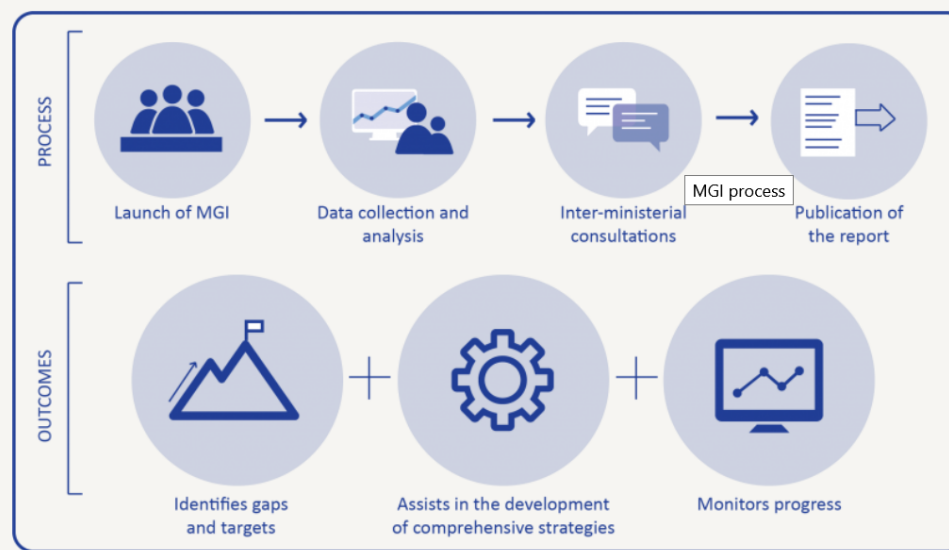 PROCESS
Launch of MGI
Data collection and
analysis
Inter-ministerial
consultations
MGI process
Publication of
the report
OUTCOMES
Identifies gaps
and targets
Assists in the development
of comprehensive strategies
Monitors progress